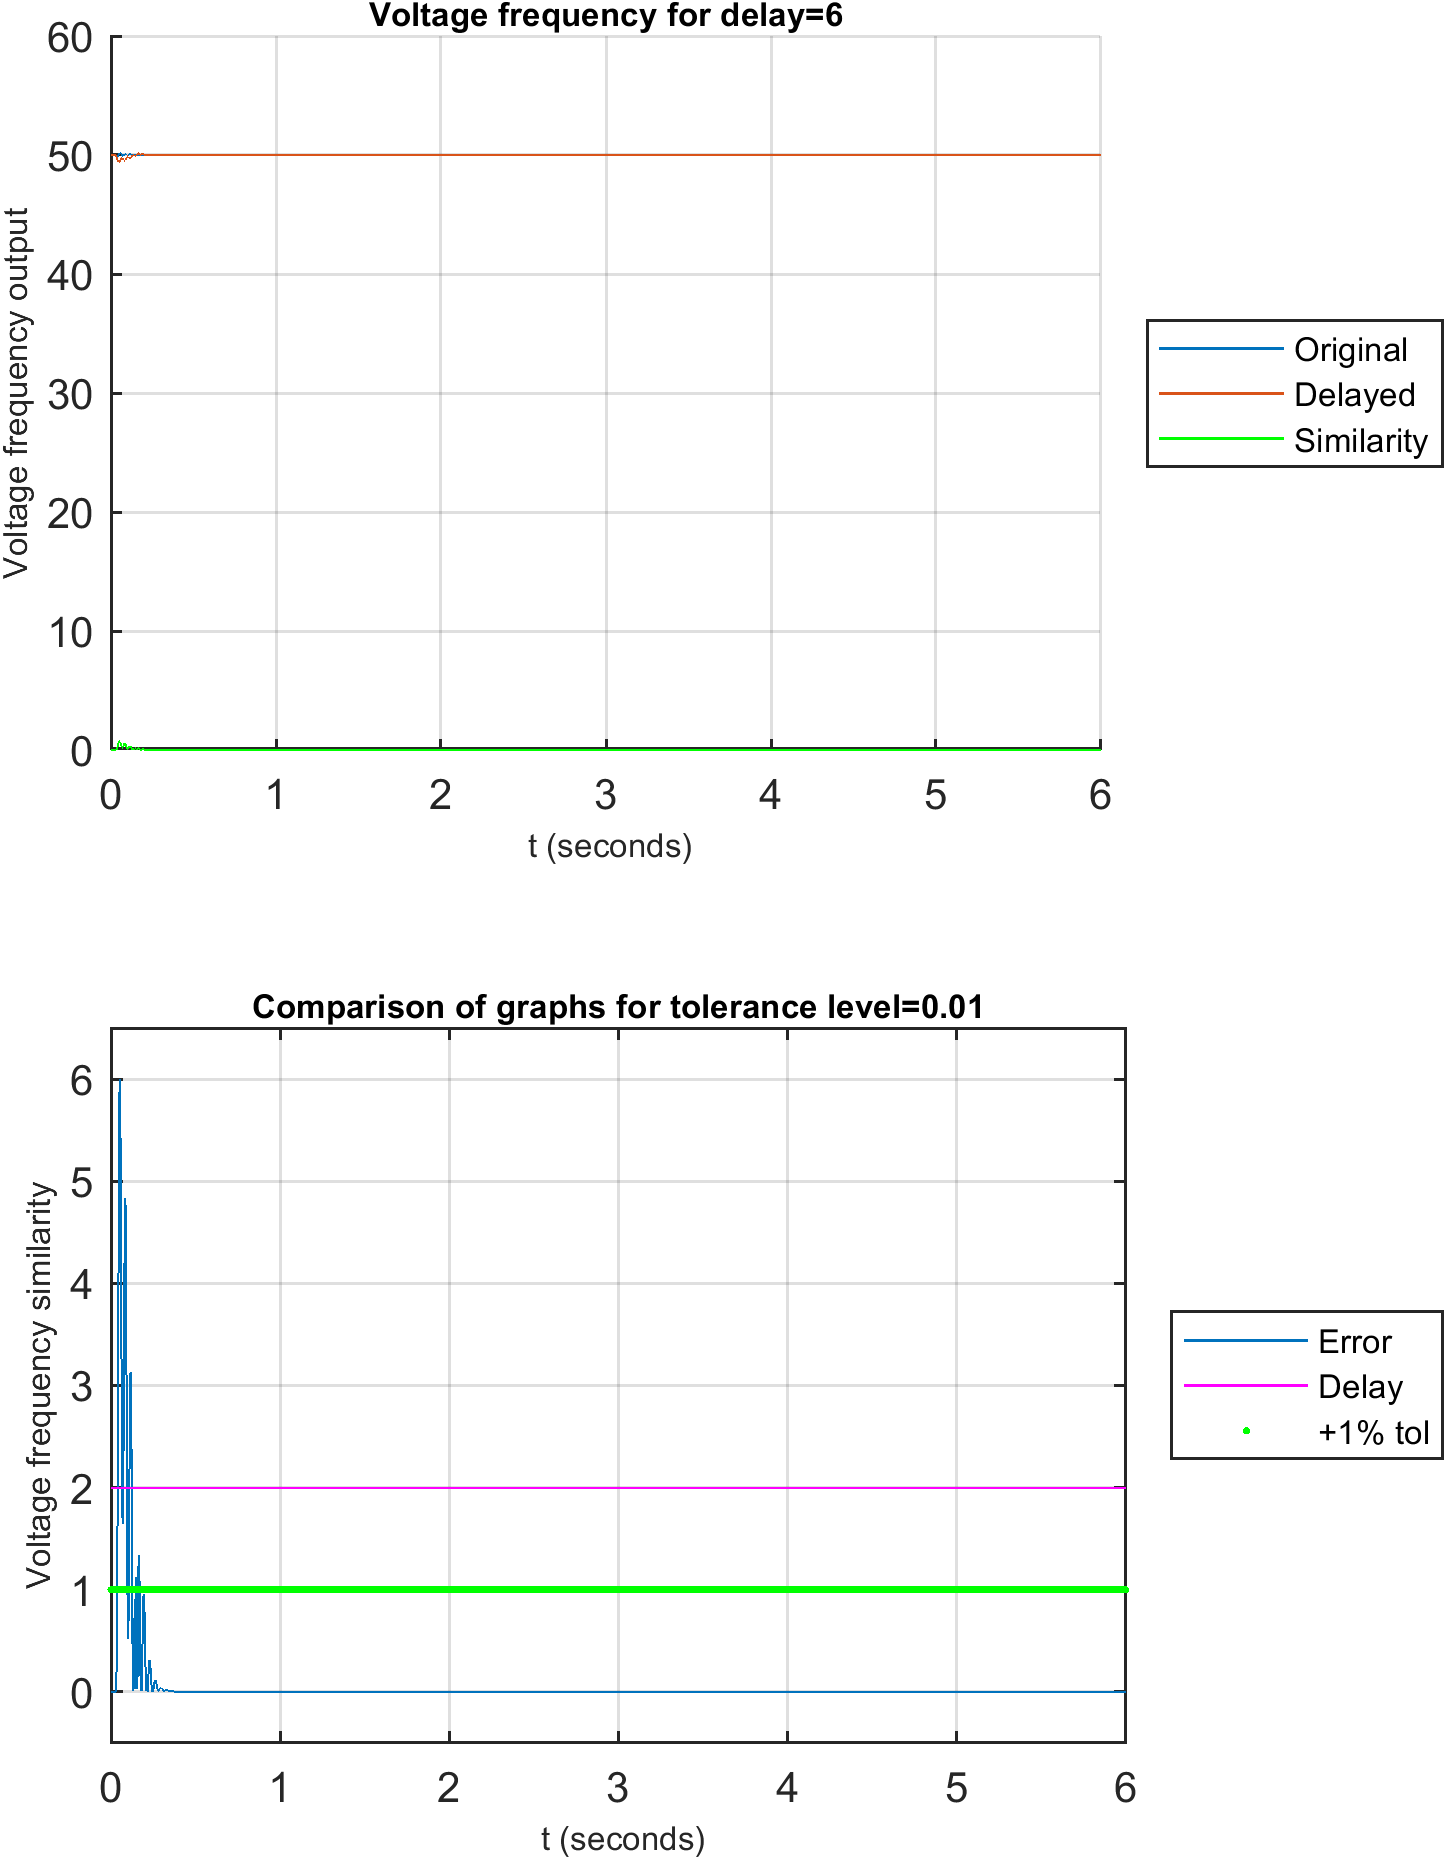 Voltage frequency for delay=6
60
50
40
30
20
10
0
Voltage frequency output
0 1 2 3 4 5 6
t (seconds)
Original
Delayed
Similarity
Comparison of graphs for tolerance level=0.01
6
5
4
3
2
1
0
Voltage frequency similarity
0 1 2 3 4 5 6
t (seconds)
Error
Delay
+1% tol